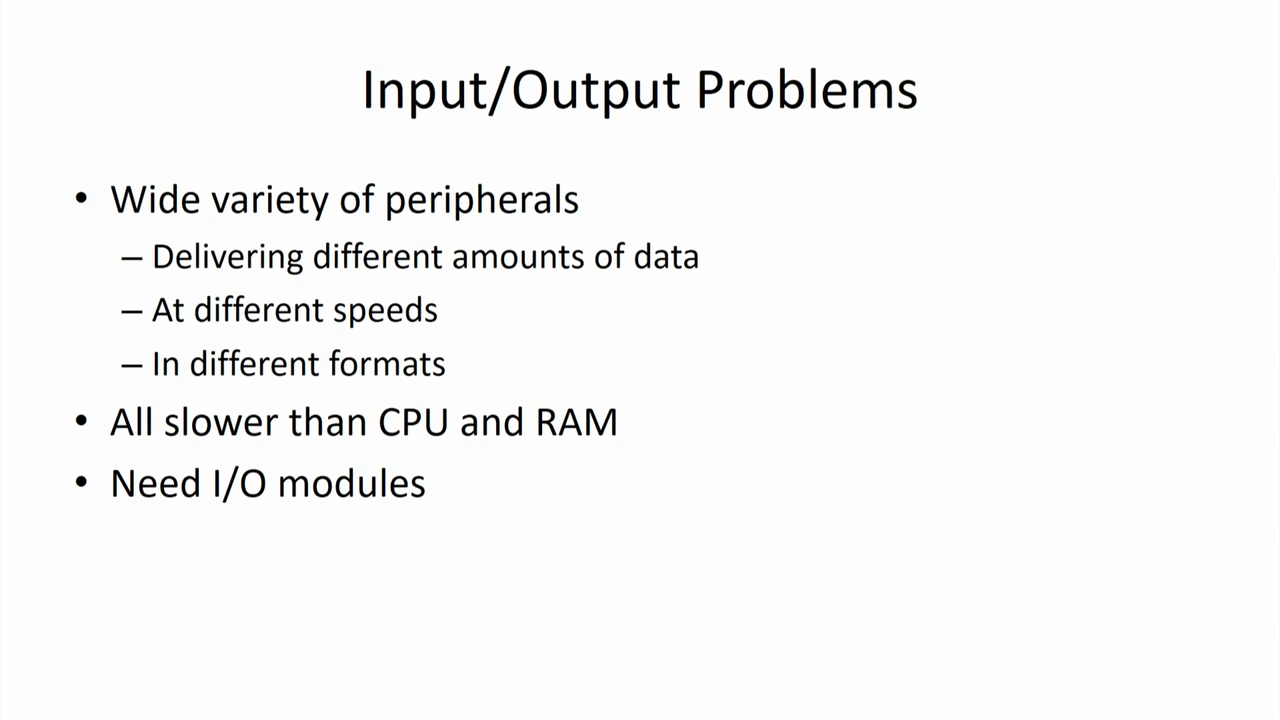 Input/Output Problems
• Wide variety of peripherals
– Delivering different amounts of data
– At different speeds
– In different formats
• All slower than CPU and RAM
• Need I/O modules